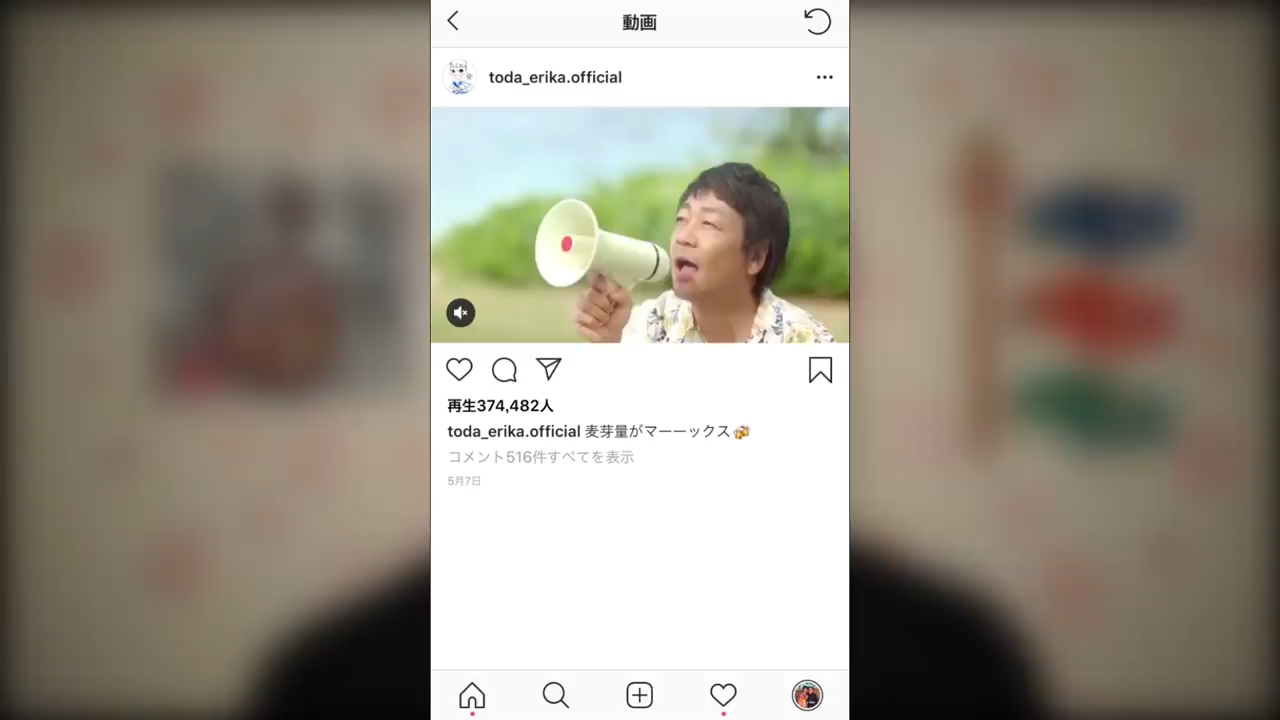 動画
toda_erika.official
再生374,482人
toda_erika.official 麦芽量がマーーックス🍻
コメント516件すべてを表示
5月7日